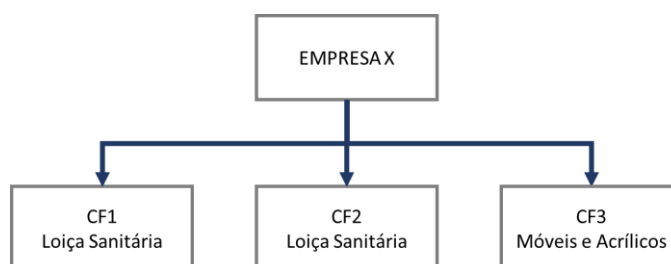 EMPRESA X
CF1
Loiça Sanitária
CF2
Loiça Sanitária
CF3
Móveis e Acrílicos